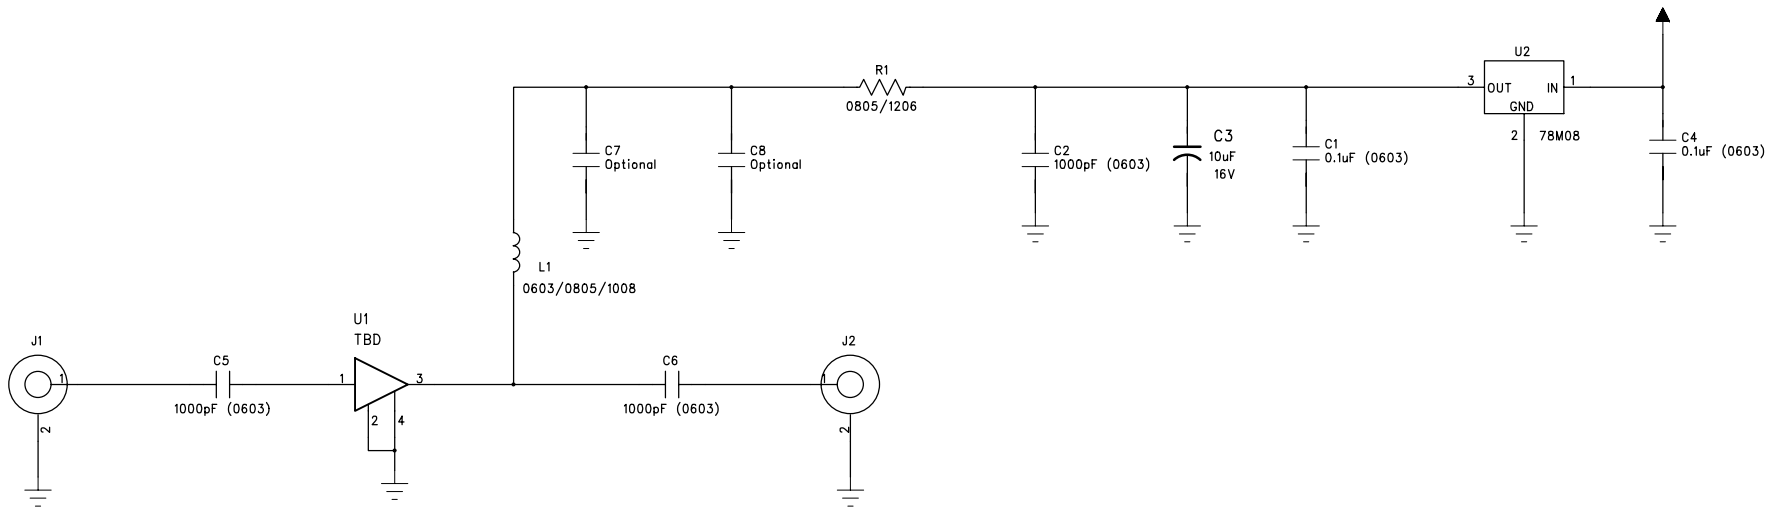 U2
R1
3
OUT
IN
1
0805/1206
GND
2
78M08
C3
10uF
16V
C7
Optional
C8
Optional
C2
1000pF (0603)
C1
0.1uF (0603)
C4
0.1uF (0603)
L1
0603/0805/1008
U1
TBD
J1
1
2
C5
1000pF (0603)
1
3
2
4
C6
1000pF (0603)
J2
1
2